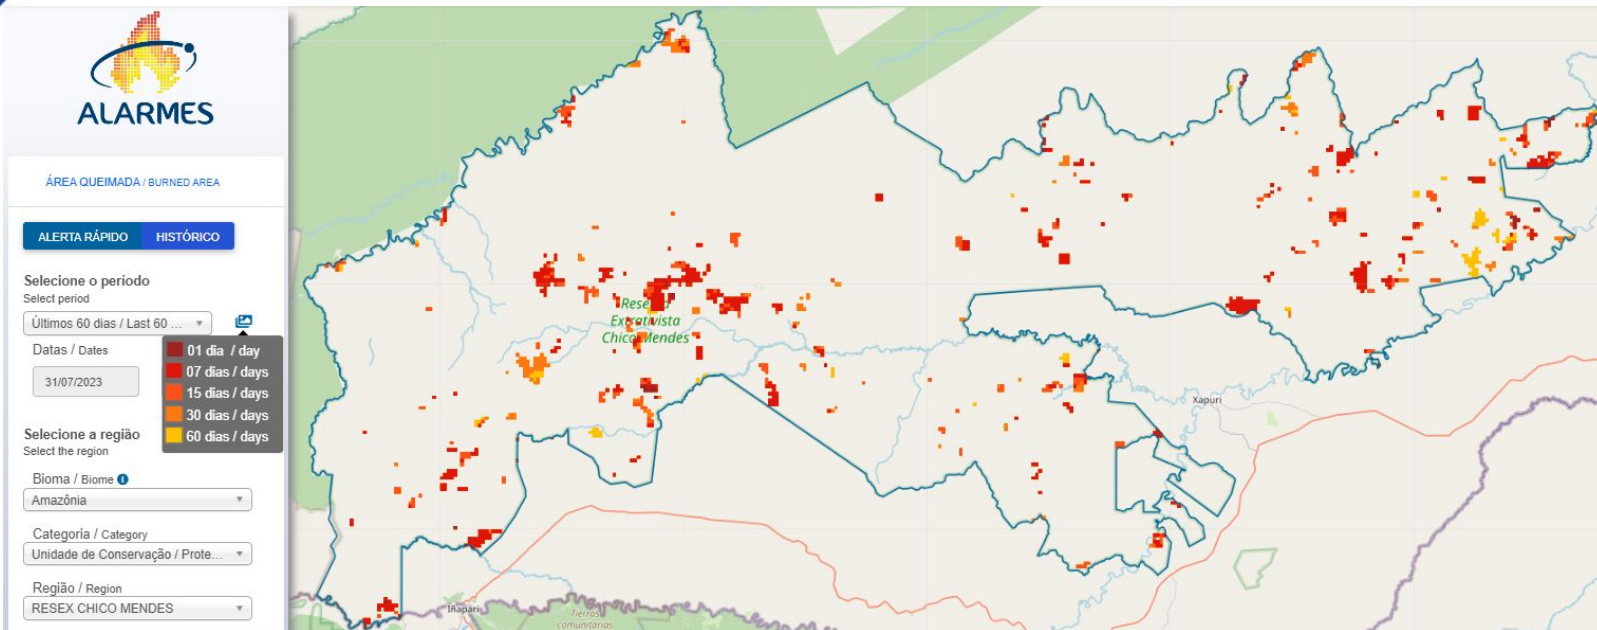 ALARMES
ÁREA QUEIMADA / BURNED AREA
ALERTA RÁPIDO HISTÓRICO
Selecione o período
Select period
Últimos 60 dias / Last 60 ...
Datas / Dates
31/07/2023
01 dia / day
07 dias / days
15 dias / days
30 dias / days
60 dias / days
Selecione a região
Select the region
Bioma / Biome
Amazônia
Categoria / Category
Unidade de Conservação / Prote...
Região / Region
RESEX CHICO MENDES
Reserva
Extrativista
Chico Mendes
Xapuri
Iñapari
Tierras
comunitarias